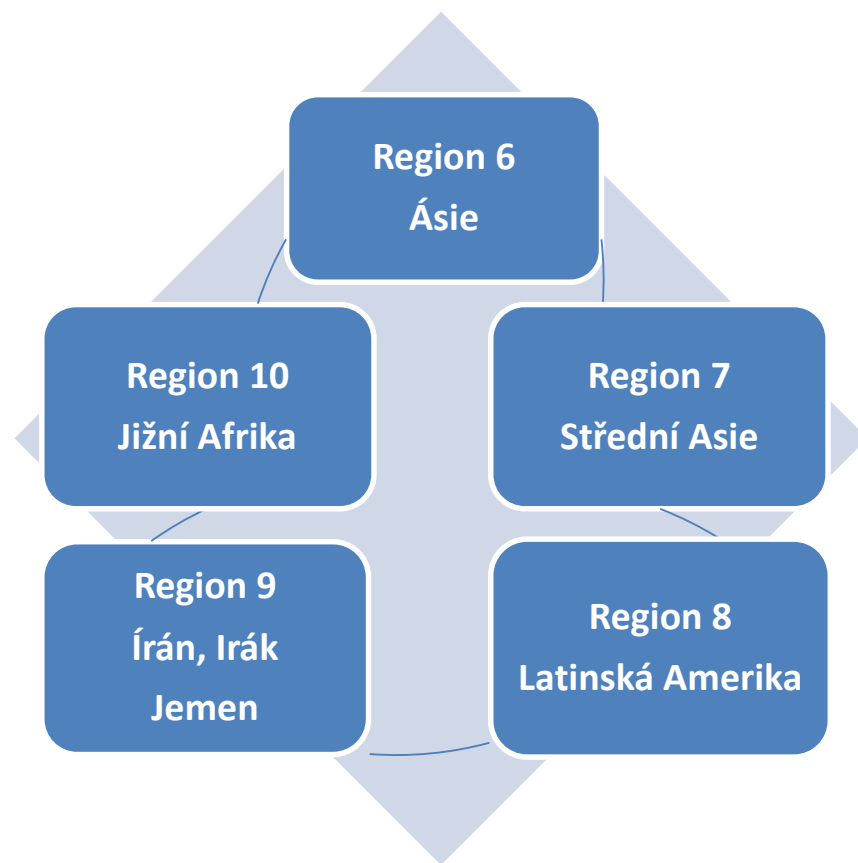 Region 6
Ásie
Region 10
Jižní Afrika
Region 7
Střední Asie
Region 9
Írán, Irák
Jemen
Region 8
Latinská Amerika